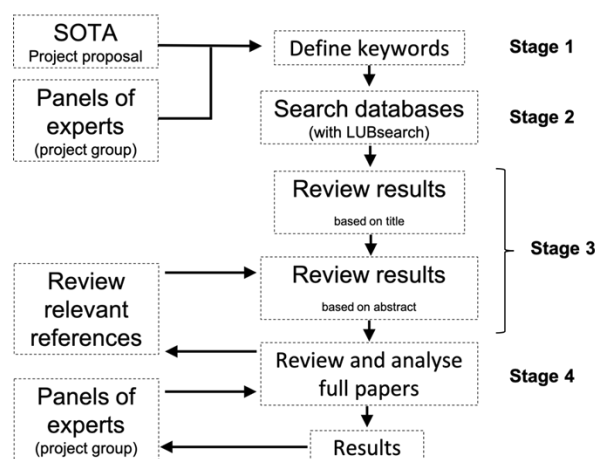 SOTA
Project proposal
Define keywords
Stage 1
Panels of
experts
(project group)
Search databases
(with LUBsearch)
Stage 2
Review results
based on title
Stage 3
Review
relevant
references
Review results
based on abstract
Review and analyse
full papers
Stage 4
Panels of
experts
(project group)
Results